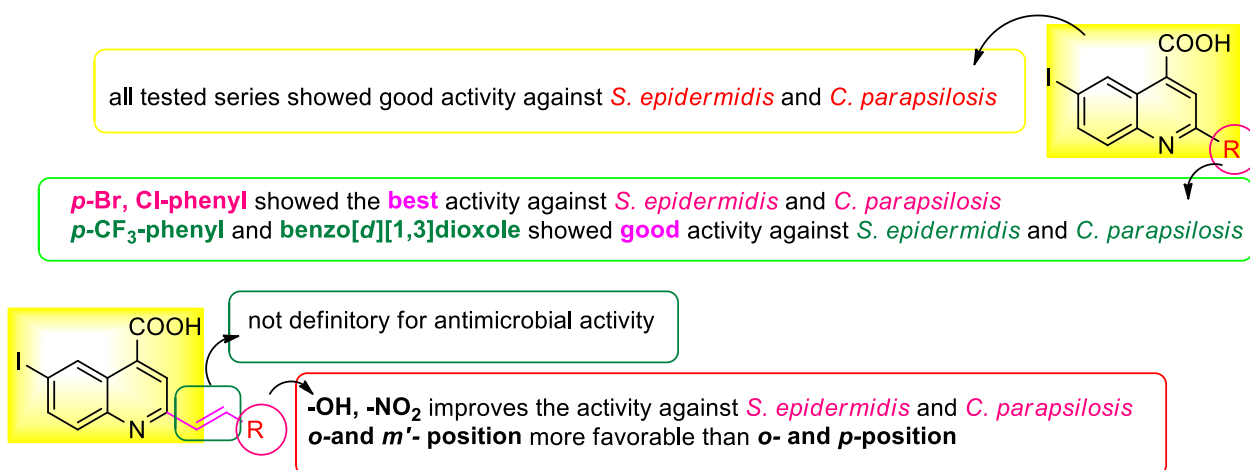 COOH
I
N
R
all tested series showed good activity against S. epidermidis and C. parapsilosis
p-Br, Cl-phenyl showed the best activity against S. epidermidis and C. parapsilosis
p-CF₃-phenyl and benzo[d][1,3]dioxole showed good activity against S. epidermidis and C. parapsilosis
COOH
I
N
R
not definitory for antimicrobial activity
-OH, -NO₂ improves the activity against S. epidermidis and C. parapsilosis
o-and m'- position more favorable than o- and p-position